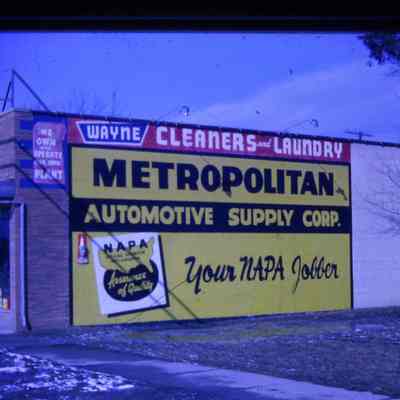 WE
OWN
and
OPERATE
OUR OWN
PLANT
WAYNE CLEANERS and LAUNDRY
METROPOLITAN
AUTOMOTIVE SUPPLY CORP.
NAPA
Assurance
of Quality
Your NAPA Jobber